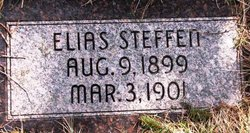 ELIAS STEFFEN
AUG. 9, 1899
MAR. 3, 1901